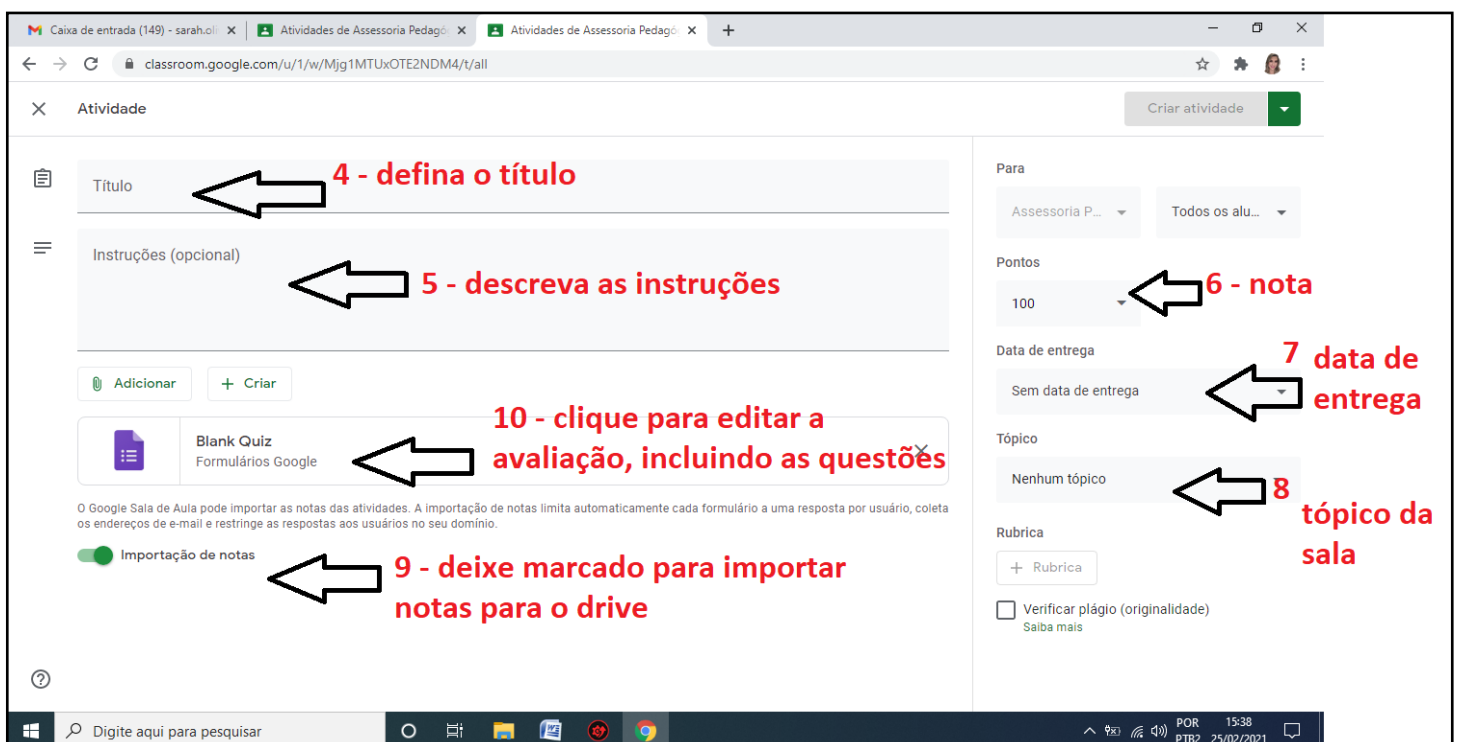 Caixa de entrada (149) - sarah.oli
Atividades de Assessoria Pedagó
Atividades de Assessoria Pedagó
classroom.google.com/u/1/w/Mjg1MTUxOTE2NDM4/t/all
Atividade
Criar atividade
Título
4 - defina o título
Instruções (opcional)
5 - descreva as instruções
Adicionar
+ Criar
Blank Quiz
Formulários Google
10 - clique para editar a
avaliação, incluindo as questões
O Google Sala de Aula pode importar as notas das atividades. A importação de notas limita automaticamente cada formulário a uma resposta por usuário, coleta
os endereços de e-mail e restringe as respostas aos usuários no seu domínio.
Importação de notas
9 - deixe marcado para importar
notas para o drive
Para
Assessoria P...
Todos os alu...
Pontos
100
6 - nota
Data de entrega
Sem data de entrega
7 data de
entrega
Tópico
Nenhum tópico
8
tópico da
sala
Rubrica
+ Rubrica
Verificar plágio (originalidade)
Saiba mais
Digite aqui para pesquisar
POR
PTB2
15:38
25/02/2021